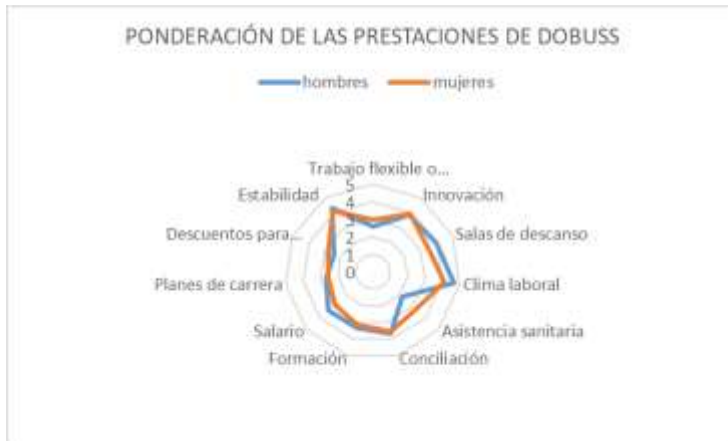 PONDERACIÓN DE LAS PRESTACIONES DE DOBUSS
hombres mujeres
Trabajo flexible o...
Estabilidad Innovación
Descuentos para... Salas de descanso
Planes de carrera Clima laboral
Salario Asistencia sanitaria
Formación Conciliación
5
4
3
2
1
0